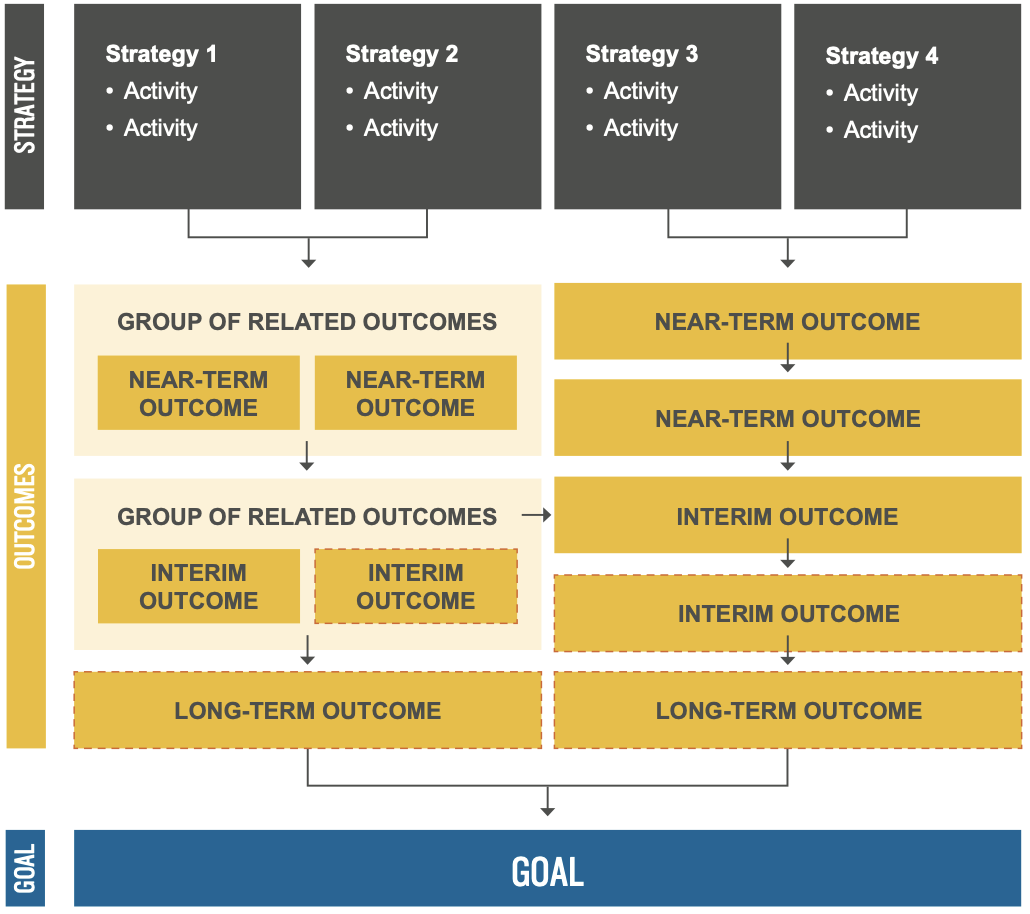 STRATEGY
Strategy 1
• Activity
• Activity
Strategy 2
• Activity
• Activity
Strategy 3
• Activity
• Activity
Strategy 4
• Activity
• Activity
OUTCOMES
GROUP OF RELATED OUTCOMES
NEAR-TERM
OUTCOME
NEAR-TERM
OUTCOME
GROUP OF RELATED OUTCOMES
INTERIM
OUTCOME
INTERIM
OUTCOME
LONG-TERM OUTCOME
NEAR-TERM OUTCOME
NEAR-TERM OUTCOME
INTERIM OUTCOME
INTERIM OUTCOME
LONG-TERM OUTCOME
GOAL
GOAL